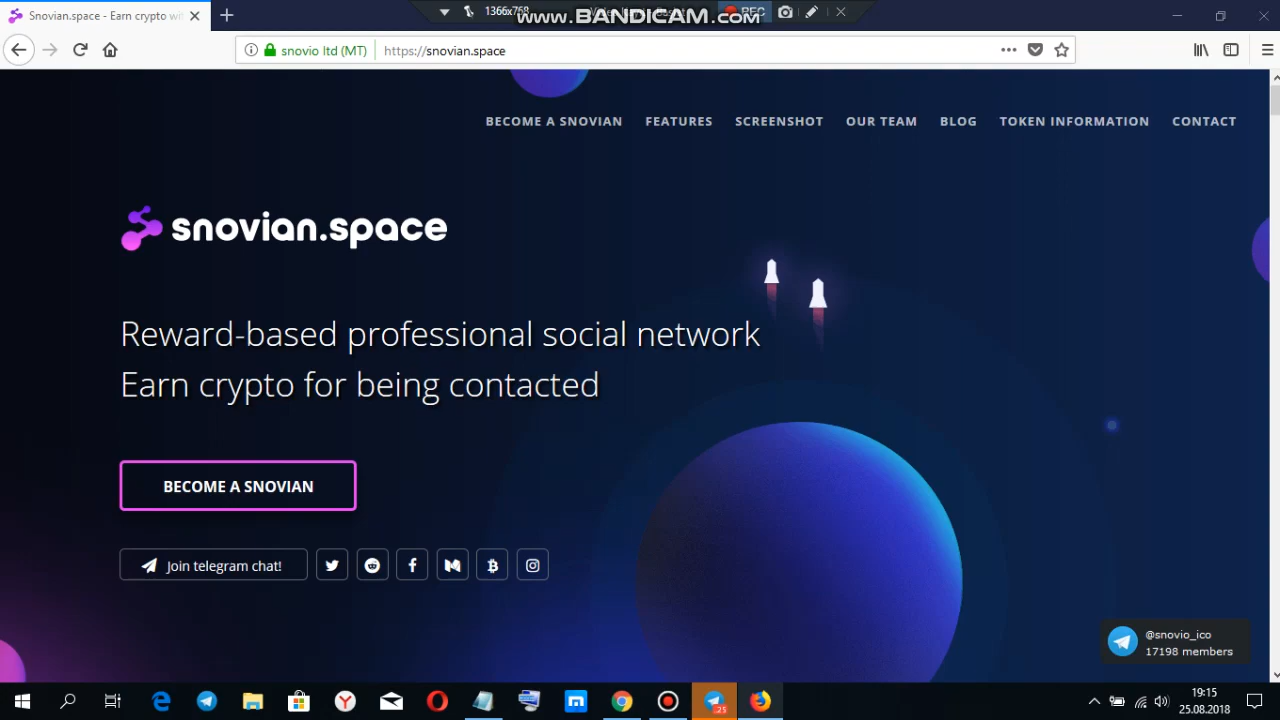 Snovian.space - Earn crypto wi
1366x768
www.BANDICAM.com
REC
snovio ltd (MT)
https://snovian.space
BECOME A SNOVIAN
FEATURES
SCREENSHOT
OUR TEAM
BLOG
TOKEN INFORMATION
CONTACT
snovian.space
Reward-based professional social network
Earn crypto for being contacted
BECOME A SNOVIAN
Join telegram chat!
@snovio_ico
17198 members
25
19:15
25.08.2018